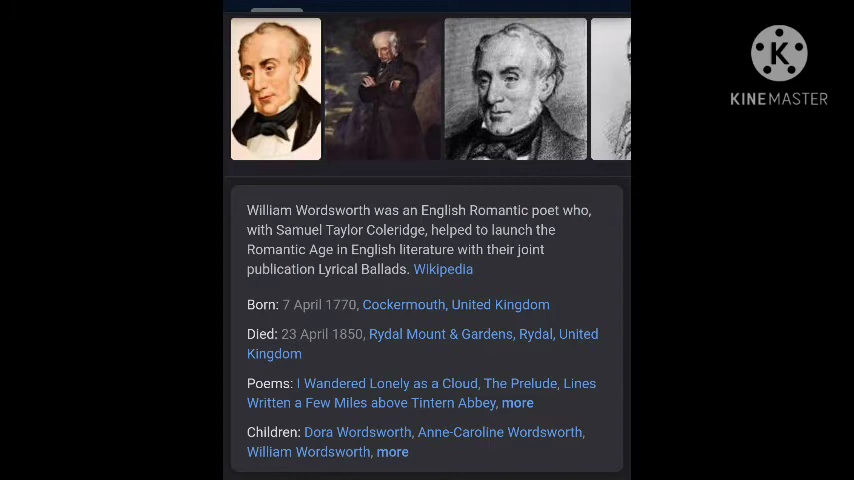 K
KINEMASTER
William Wordsworth was an English Romantic poet who,
with Samuel Taylor Coleridge, helped to launch the
Romantic Age in English literature with their joint
publication Lyrical Ballads. Wikipedia
Born: 7 April 1770, Cockermouth, United Kingdom
Died: 23 April 1850, Rydal Mount & Gardens, Rydal, United
Kingdom
Poems: I Wandered Lonely as a Cloud, The Prelude, Lines
Written a Few Miles above Tintern Abbey, more
Children: Dora Wordsworth, Anne-Caroline Wordsworth,
William Wordsworth, more